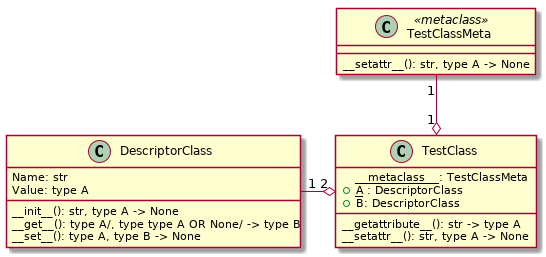 C
«metaclass»
TestClassMeta
__setattr__(): str, type A -> None
1
1
C DescriptorClass
Name: str
Value: type A
__init__(): str, type A -> None
__get__(): type A/, type type A OR None/ -> type B
__set__(): type A, type B -> None
1 2
C TestClass
__metaclass__: TestClassMeta
A : DescriptorClass
B: DescriptorClass
__getattribute__(): str -> type A
__setattr__(): str, type A -> None